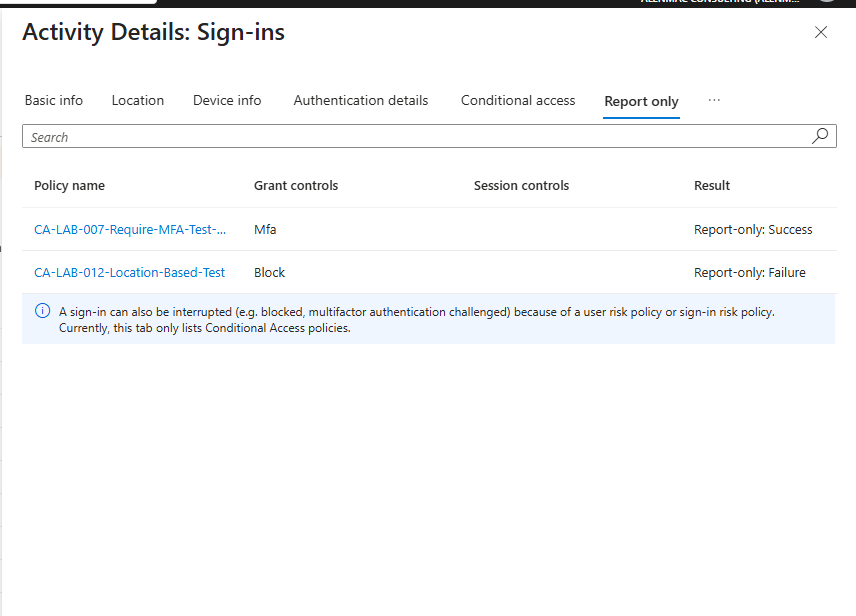 Activity Details: Sign-ins
Basic info Location Device info Authentication details Conditional access Report only ...
Search
Policy name Grant controls Session controls Result
CA-LAB-007-Require-MFA-Test-... Mfa Report-only: Success
CA-LAB-012-Location-Based-Test Block Report-only: Failure
A sign-in can also be interrupted (e.g. blocked, multifactor authentication challenged) because of a user risk policy or sign-in risk policy.
Currently, this tab only lists Conditional Access policies.